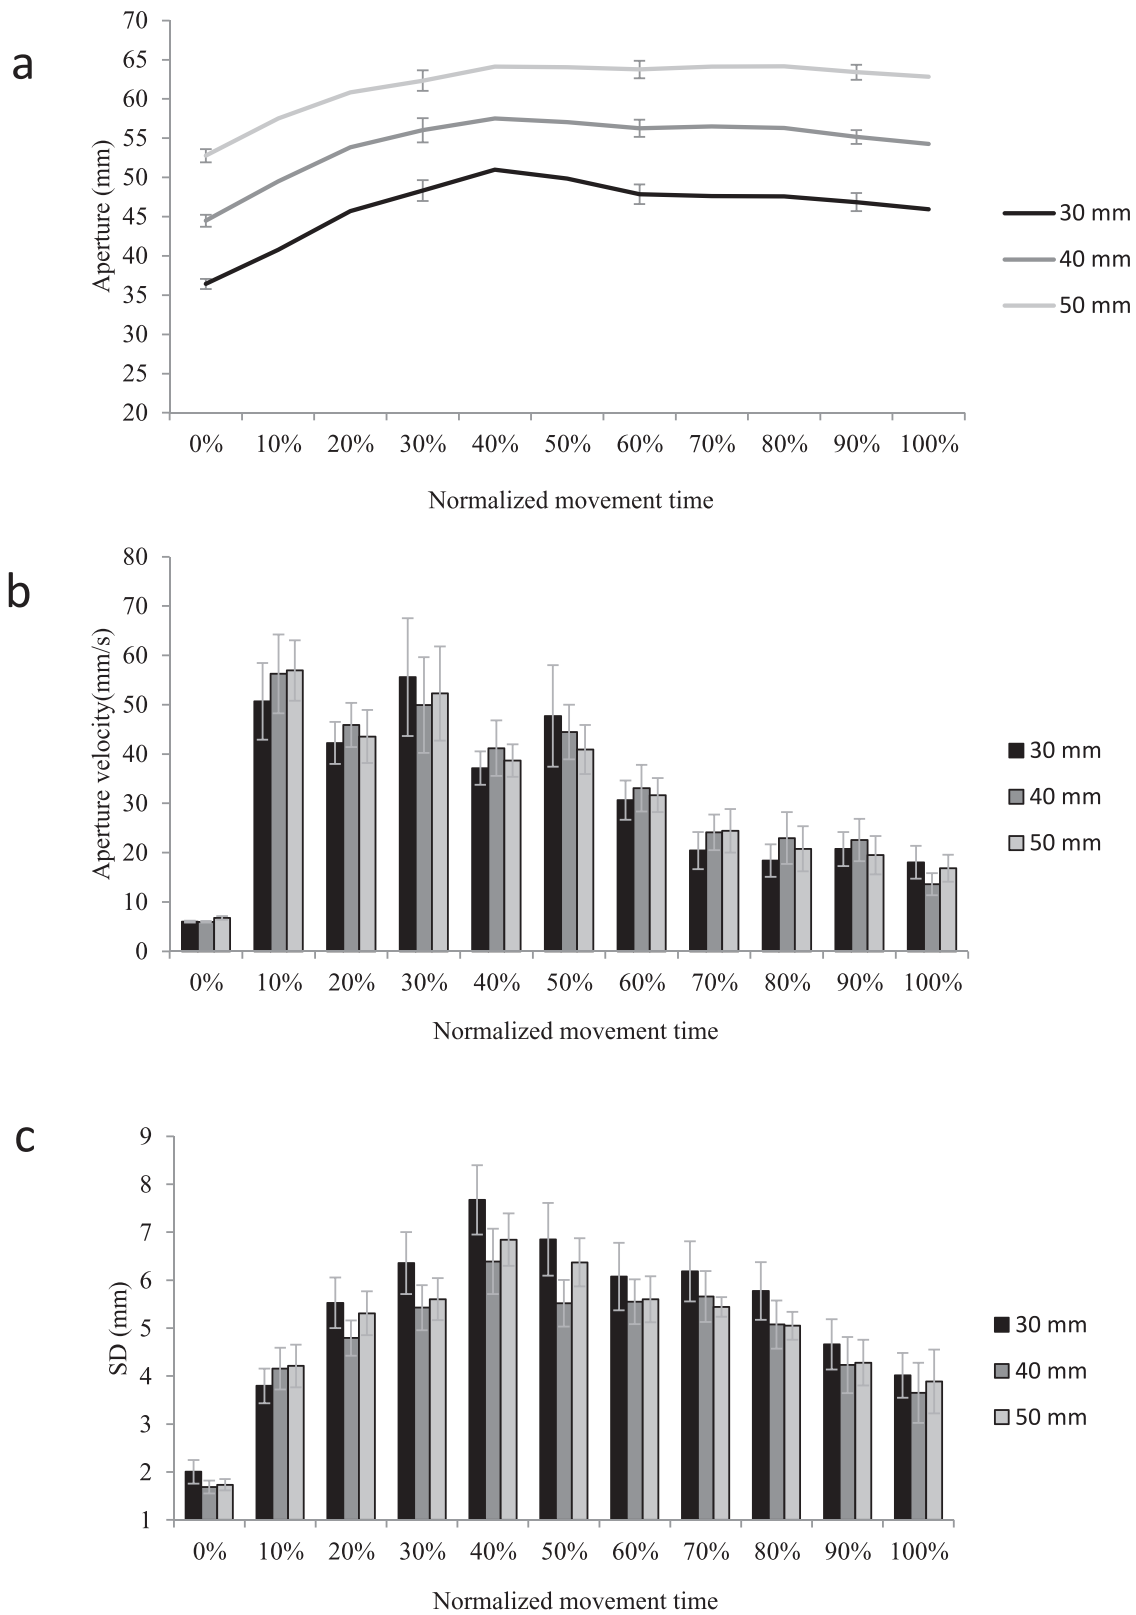 a
70
65
60
55
50
45
40
35
30
25
20
Aperture (mm)
0% 10% 20% 30% 40% 50% 60% 70% 80% 90% 100%
Normalized movement time
30 mm
40 mm
50 mm
b
80
70
60
50
40
30
20
10
0
Aperture velocity(mm/s)
0% 10% 20% 30% 40% 50% 60% 70% 80% 90% 100%
Normalized movement time
30 mm
40 mm
50 mm
c
9
8
7
6
5
4
3
2
1
SD (mm)
0% 10% 20% 30% 40% 50% 60% 70% 80% 90% 100%
Normalized movement time
30 mm
40 mm
50 mm